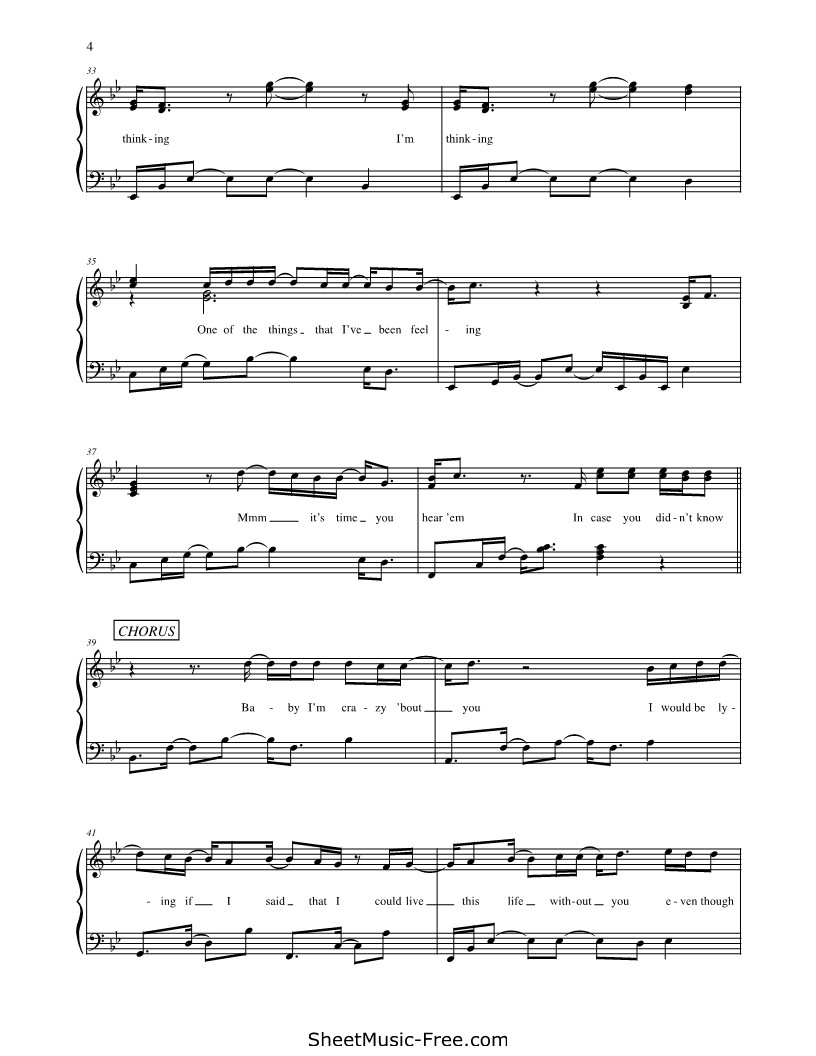 4
33
think - ing I'm think - ing
35
One of the things that I've been feel - ing
37
Mmm it's time you hear 'em In case you did - n't know
CHORUS
39
Ba - by I'm cra - zy 'bout you I would be ly -
41
- ing if I said that I could live this life with - out you e - ven though
SheetMusic-Free.com